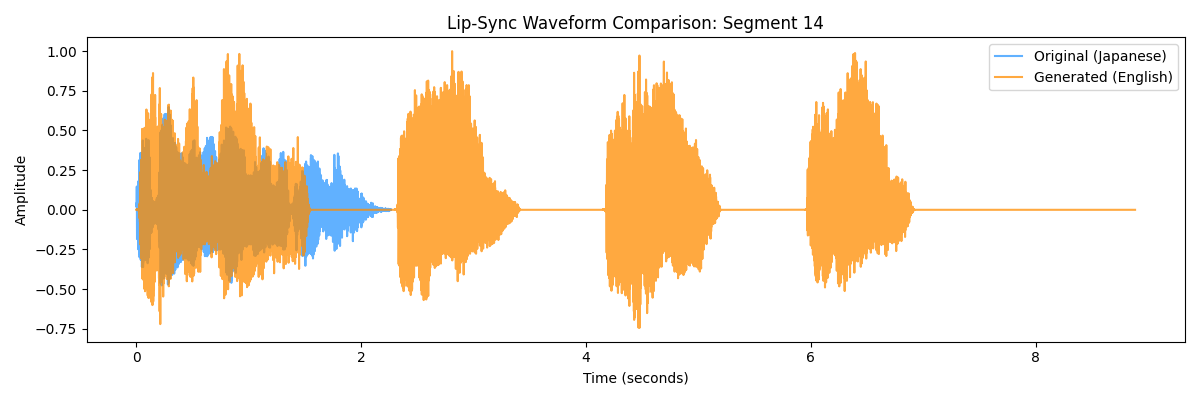 Lip-Sync Waveform Comparison: Segment 14
Original (Japanese)
Generated (English)
Amplitude
1.00
0.75
0.50
0.25
0.00
−0.25
−0.50
−0.75
0 2 4 6 8
Time (seconds)